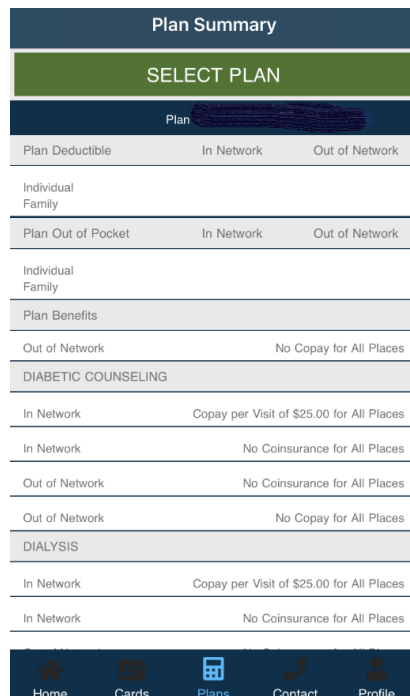 Plan Summary
SELECT PLAN
Plan
Plan Deductible In Network Out of Network
Individual
Family
Plan Out of Pocket In Network Out of Network
Individual
Family
Plan Benefits
Out of Network No Copay for All Places
DIABETIC COUNSELING
In Network Copay per Visit of $25.00 for All Places
In Network No Coinsurance for All Places
Out of Network No Coinsurance for All Places
Out of Network No Copay for All Places
DIALYSIS
In Network Copay per Visit of $25.00 for All Places
In Network No Coinsurance for All Places
Home Cards Plans Contact Profile